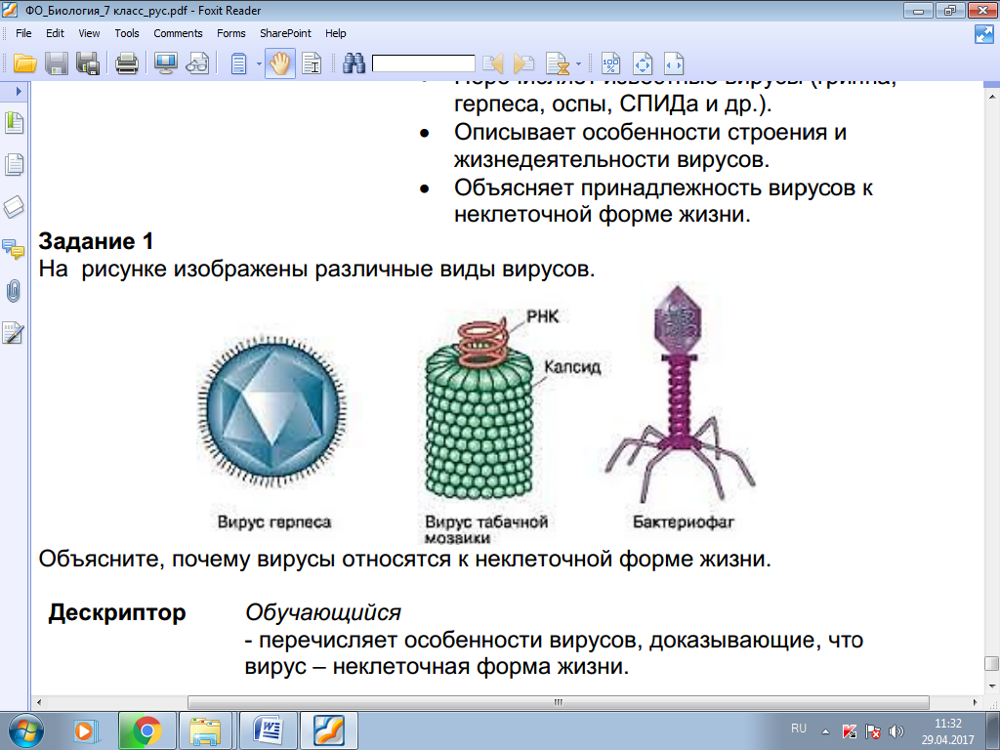 ФО_Биология_7 класс_рус.pdf - Foxit Reader
File Edit View Tools Comments Forms SharePoint Help
• Перечисляет известные вирусы (гриппа,
герпеса, оспы, СПИДа и др.).
• Описывает особенности строения и
жизнедеятельности вирусов.
• Объясняет принадлежность вирусов к
неклеточной форме жизни.
Задание 1
На рисунке изображены различные виды вирусов.
РНК
Капсид
Вирус герпеса
Вирус табачной
мозаики
Бактериофаг
Объясните, почему вирусы относятся к неклеточной форме жизни.
Дескриптор Обучающийся
- перечисляет особенности вирусов, доказывающие, что
вирус – неклеточная форма жизни.
RU
11:32
29.04.2017